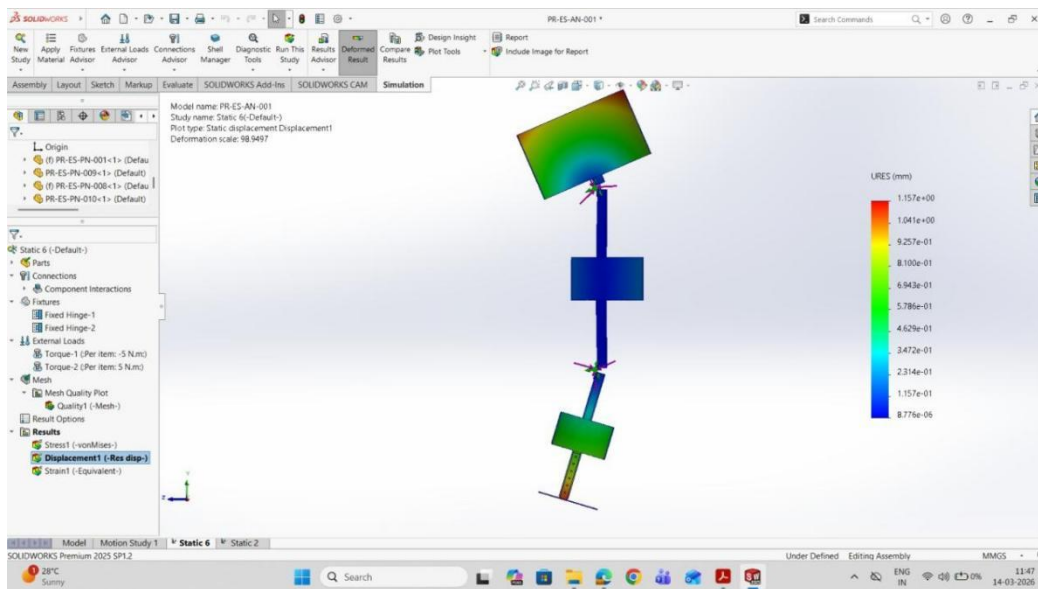 SOLIDWORKS
PR-ES-AN-001 *
Search Commands
New Study
Apply Material
Fixtures Advisor
External Loads Advisor
Connections Advisor
Shell Manager
Diagnostic Tools
Run This Study
Results Advisor
Deformed Result
Compare Results
Design Insight
Plot Tools
Report
Include Image for Report
Assembly Layout Sketch Markup Evaluate SOLIDWORKS Add-Ins SOLIDWORKS CAM Simulation
Model name: PR-ES-AN-001
Study name: Static 6(-Default-)
Plot type: Static displacement Displacement1
Deformation scale: 98.9497
Origin
(f) PR-ES-PN-001<1> (Defau
PR-ES-PN-009<1> (Default)
(f) PR-ES-PN-008<1> (Defau
PR-ES-PN-010<1> (Default)
Static 6 (-Default-)
Parts
Connections
Component Interactions
Fixtures
Fixed Hinge-1
Fixed Hinge-2
External Loads
Torque-1 (:Per item: -5 N.m:)
Torque-2 (:Per item: 5 N.m:)
Mesh
Mesh Quality Plot
Quality1 (-Mesh-)
Result Options
Results
Stress1 (-vonMises-)
Displacement1 (-Res disp-)
Strain1 (-Equivalent-)
URES (mm)
1.157e+00
1.041e+00
9.257e-01
8.100e-01
6.943e-01
5.786e-01
4.629e-01
3.472e-01
2.314e-01
1.157e-01
8.776e-06
Y
Z
Model Motion Study 1 Static 6 Static 2
SOLIDWORKS Premium 2025 SP1.2
Under Defined Editing Assembly MMGS
1
28°C
Sunny
Search
ENG
IN
0%
11:47
14-03-2026